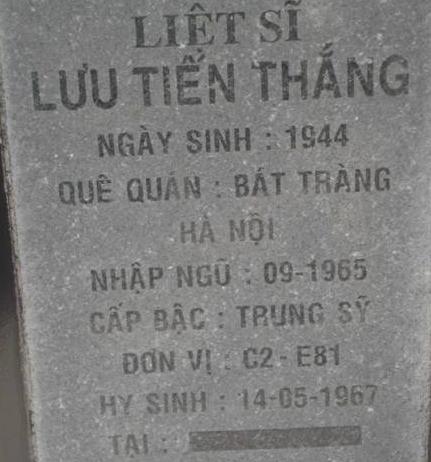 LIỆT SĨ
LƯU TIẾN THẮNG
NGÀY SINH : 1944
QUÊ QUÁN : BÁT TRÀNG
HÀ NỘI
NHẬP NGŨ : 09-1965
CẤP BẬC : TRUNG SỸ
ĐƠN VỊ : C2 - E81
HY SINH : 14-05-1967
TẠI :